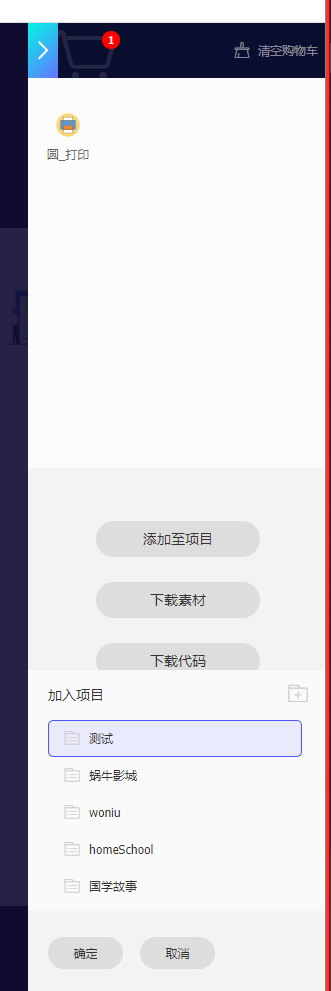 1
清空购物车
圆_打印
添加至项目
下载素材
下载代码
加入项目
测试
蜗牛影城
woniu
homeSchool
国学故事
确定
取消